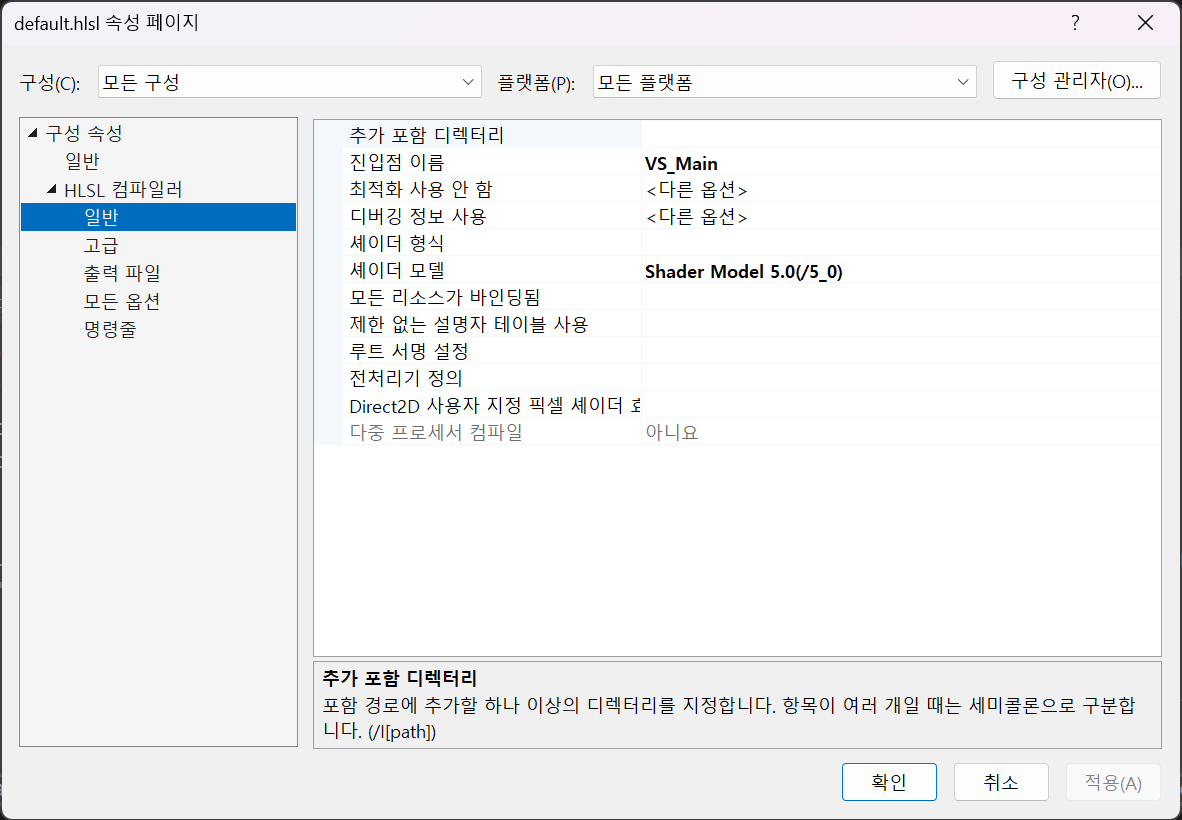 default.hlsl 속성 페이지
?
구성(C):
모든 구성
플랫폼(P):
모든 플랫폼
구성 관리자(O)...
구성 속성
일반
HLSL 컴파일러
일반
고급
출력 파일
모든 옵션
명령줄
추가 포함 디렉터리
진입점 이름 VS_Main
최적화 사용 안 함 <다른 옵션>
디버깅 정보 사용 <다른 옵션>
셰이더 형식
셰이더 모델 Shader Model 5.0(/5_0)
모든 리소스가 바인딩됨
제한 없는 설명자 테이블 사용
루트 서명 설정
전처리기 정의
Direct2D 사용자 지정 픽셀 셰이더
다중 프로세서 컴파일 아니요
추가 포함 디렉터리
포함 경로에 추가할 하나 이상의 디렉터리를 지정합니다. 항목이 여러 개일 때는 세미콜론으로 구분합
니다. (/I[path])
확인
취소
적용(A)